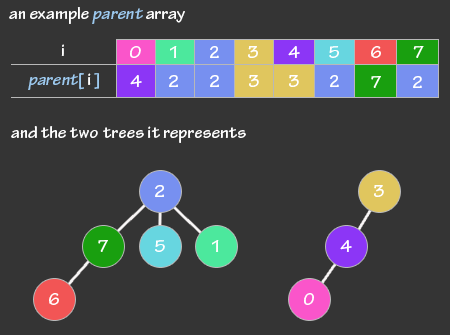 an example parent array
i 0 1 2 3 4 5 6 7
parent[i] 4 2 2 3 3 2 7 2
and the two trees it represents
2 3
7 5 1 4
6 0